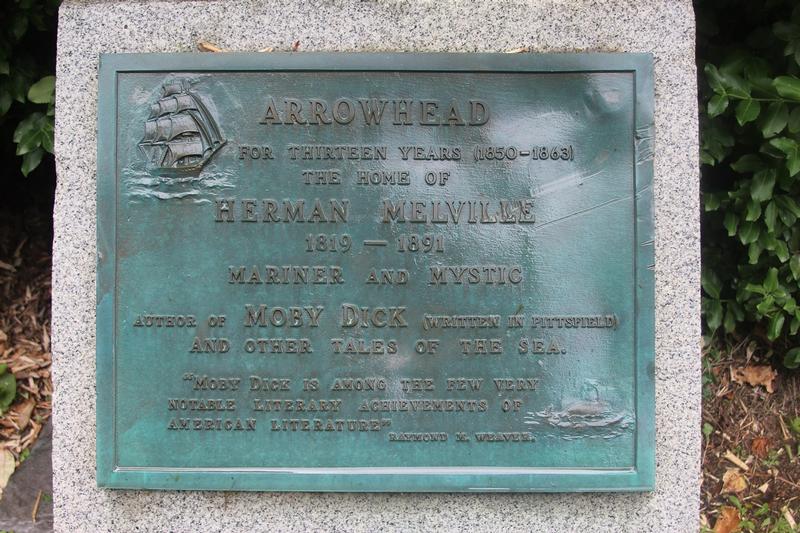 ARROWHEAD
FOR THIRTEEN YEARS (1850-1863)
THE HOME OF
HERMAN MELVILLE
1819 — 1891
MARINER AND MYSTIC
AUTHOR OF MOBY DICK (WRITTEN IN PITTSFIELD)
AND OTHER TALES OF THE SEA.
"MOBY DICK IS AMONG THE FEW VERY
NOTABLE LITERARY ACHIEVEMENTS OF
AMERICAN LITERATURE"
RAYMOND M. WEAVER.